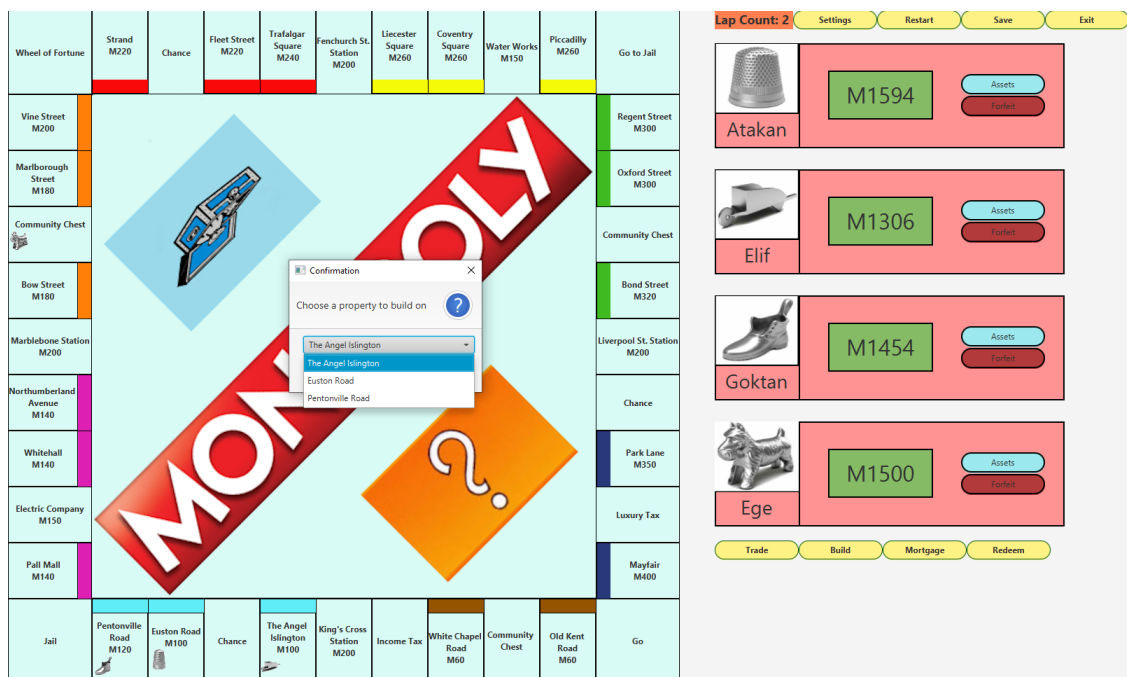 Wheel of Fortune
Strand
M220
Chance
Fleet Street
M220
Trafalgar
Square
M240
Fenchurch St.
Station
M200
Liecester
Square
M260
Coventry
Square
M260
Water Works
M150
Piccadilly
M260
Go to Jail
Vine Street
M200
Marlborough
Street
M180
Community Chest
Bow Street
M180
Marblebone Station
M200
Northumberland
Avenue
M140
Whitehall
M140
Electric Company
M150
Pall Mall
M140
Jail
Pentonville
Road
M120
Euston Road
M100
Chance
The Angel
Islington
M100
King's Cross
Station
M200
Income Tax
White Chapel
Road
M60
Community
Chest
Old Kent
Road
M60
Go
Regent Street
M300
Oxford Street
M300
Community Chest
Bond Street
M320
Liverpool St. Station
M200
Chance
Park Lane
M350
Luxury Tax
Mayfair
M400
Confirmation
Choose a property to build on
?
The Angel Islington
The Angel Islington
Euston Road
Pentonville Road
?
Lap Count: 2
Settings
Restart
Save
Exit
Atakan
M1594
Assets
Forfeit
Elif
M1306
Assets
Forfeit
Goktan
M1454
Assets
Forfeit
Ege
M1500
Assets
Forfeit
Trade
Build
Mortgage
Redeem